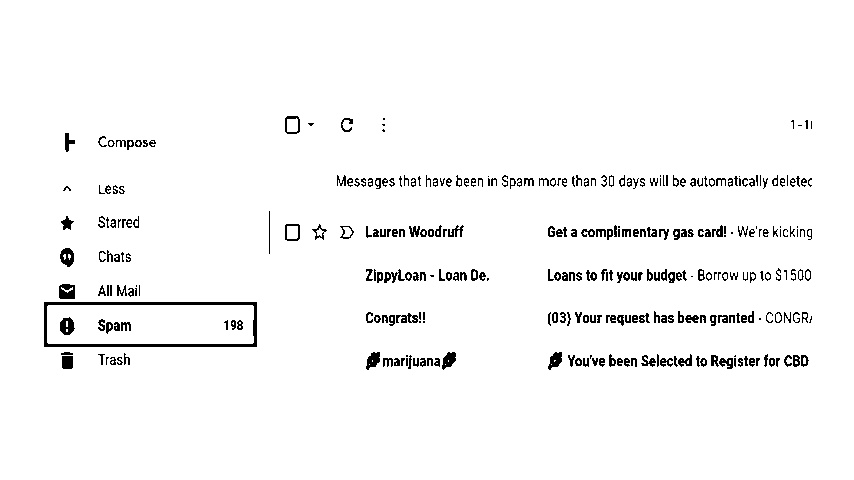 Compose
Less
Starred
Chats
All Mail
Spam 198
Trash
1-1
Messages that have been in Spam more than 30 days will be automatically deleted
Lauren Woodruff Get a complimentary gas card! - We're kicking
ZippyLoan - Loan De. Loans to fit your budget - Borrow up to $1500
Congrats!! (03) Your request has been granted - CONGRA
marijuana You've been Selected to Register for CBD